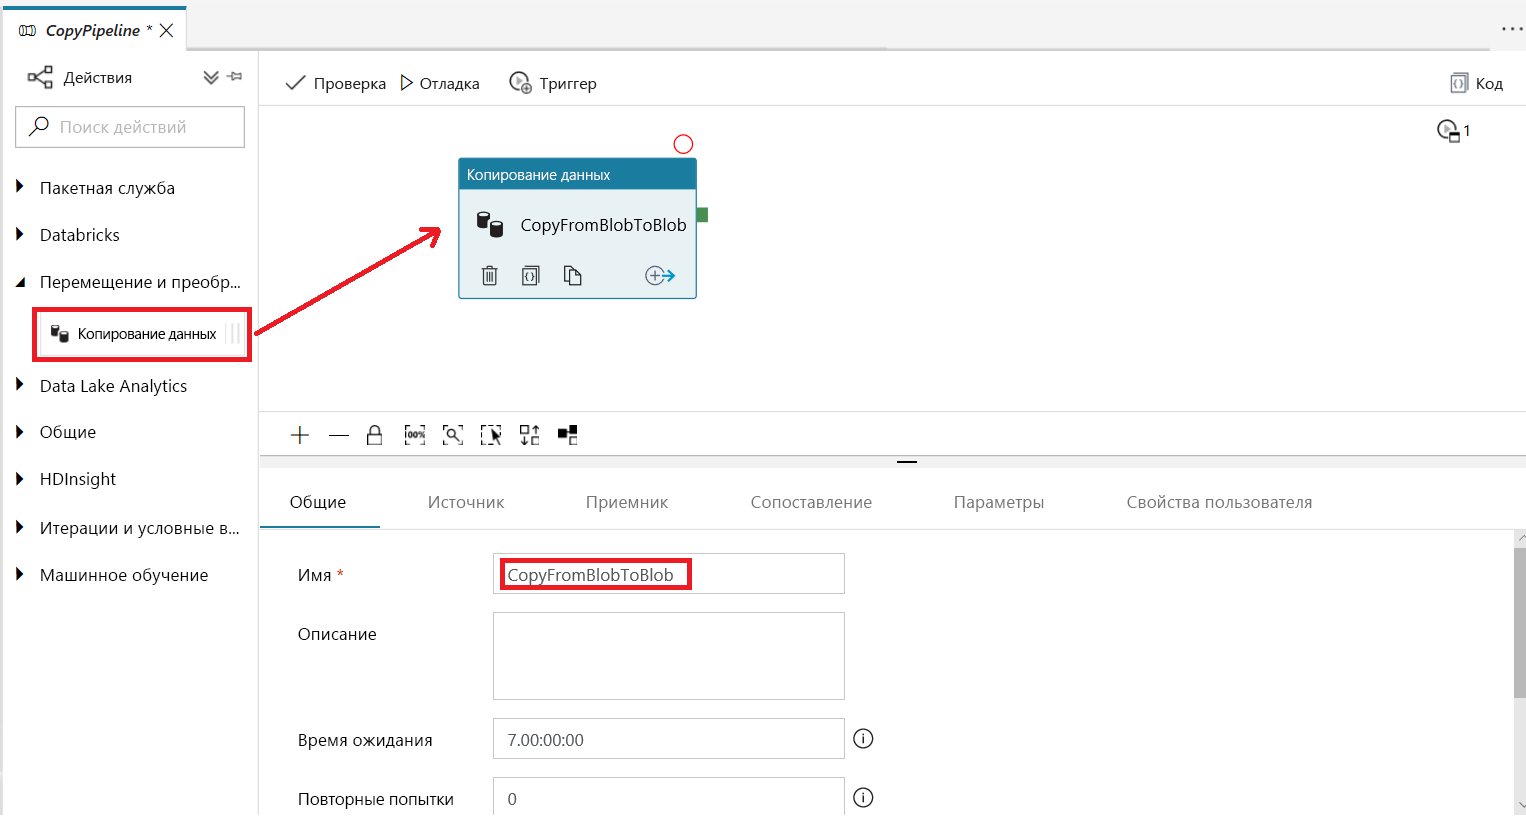 CopyPipeline *
Действия
Поиск действий
Пакетная служба
Databricks
Перемещение и преобр...
Копирование данных
Data Lake Analytics
Общие
HDInsight
Итерации и условные в...
Машинное обучение
Проверка
Отладка
Триггер
Код
1
Копирование данных
CopyFromBlobToBlob
100%
Общие
Источник
Приемник
Сопоставление
Параметры
Свойства пользователя
Имя *
CopyFromBlobToBlob
Описание
Время ожидания
7.00:00:00
Повторные попытки
0